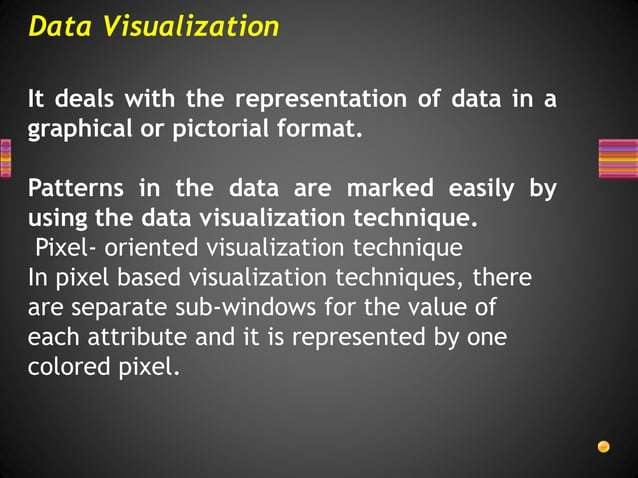 Data Visualization
It deals with the representation of data in a
graphical or pictorial format.
Patterns in the data are marked easily by
using the data visualization technique.
Pixel- oriented visualization technique
In pixel based visualization techniques, there
are separate sub-windows for the value of
each attribute and it is represented by one
colored pixel.